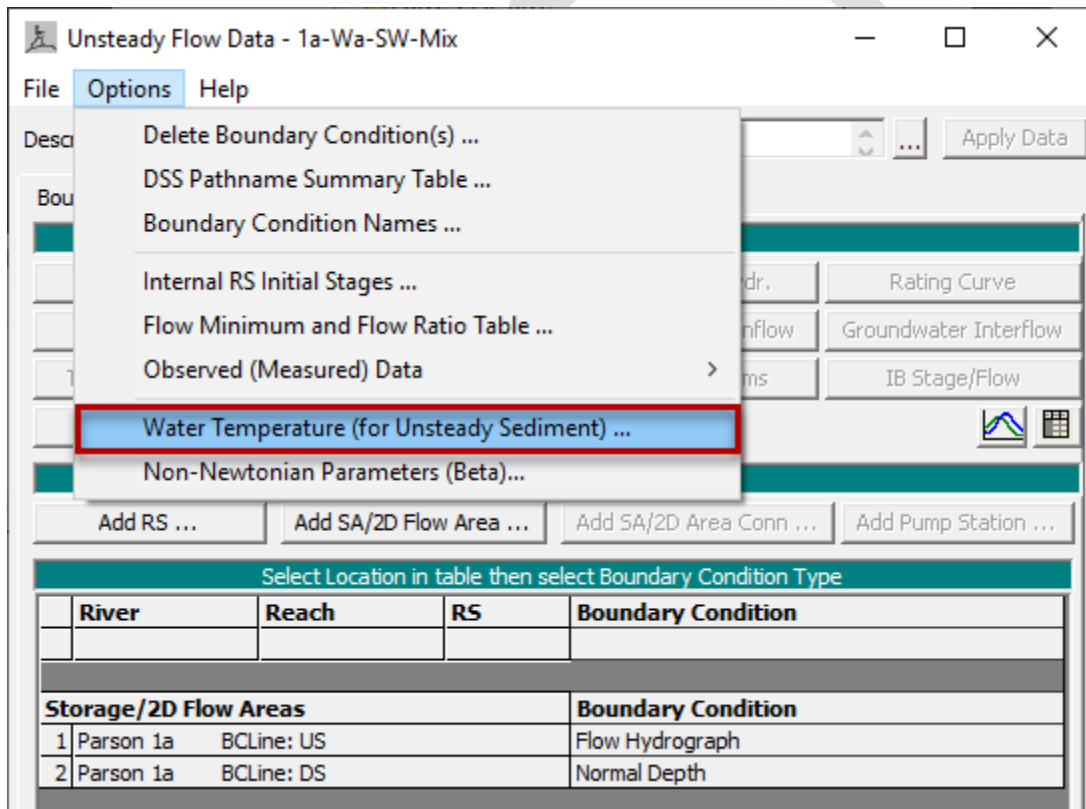 Unsteady Flow Data - 1a-Wa-SW-Mix
File Options Help
Delete Boundary Condition(s) ...
... Apply Data
DSS Pathname Summary Table ...
Boundary Condition Names ...
Internal RS Initial Stages ...
Rating Curve
Flow Minimum and Flow Ratio Table ...
Groundwater Interflow
Observed (Measured) Data
IB Stage/Flow
Water Temperature (for Unsteady Sediment) ...
Non-Newtonian Parameters (Beta)...
Add RS ... Add SA/2D Flow Area ... Add SA/2D Area Conn ... Add Pump Station ...
Select Location in table then select Boundary Condition Type
River Reach RS Boundary Condition
Storage/2D Flow Areas Boundary Condition
1 Parson 1a BCLine: US Flow Hydrograph
2 Parson 1a BCLine: DS Normal Depth